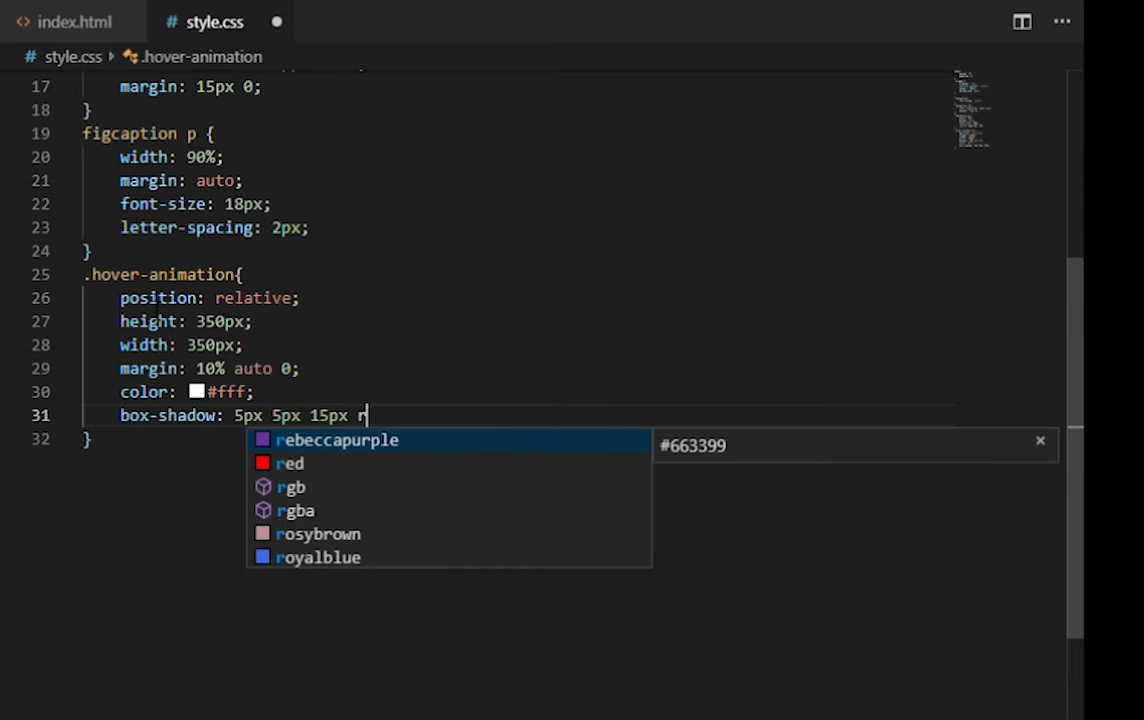 index.html # style.css
# style.css .hover-animation
17 margin: 15px 0;
18 }
19 figcaption p {
20 width: 90%;
21 margin: auto;
22 font-size: 18px;
23 letter-spacing: 2px;
24 }
25 .hover-animation{
26 position: relative;
27 height: 350px;
28 width: 350px;
29 margin: 10% auto 0;
30 color: #fff;
31 box-shadow: 5px 5px 15px r
32 }
rebeccapurple #663399
red
rgb
rgba
rosybrown
royalblue